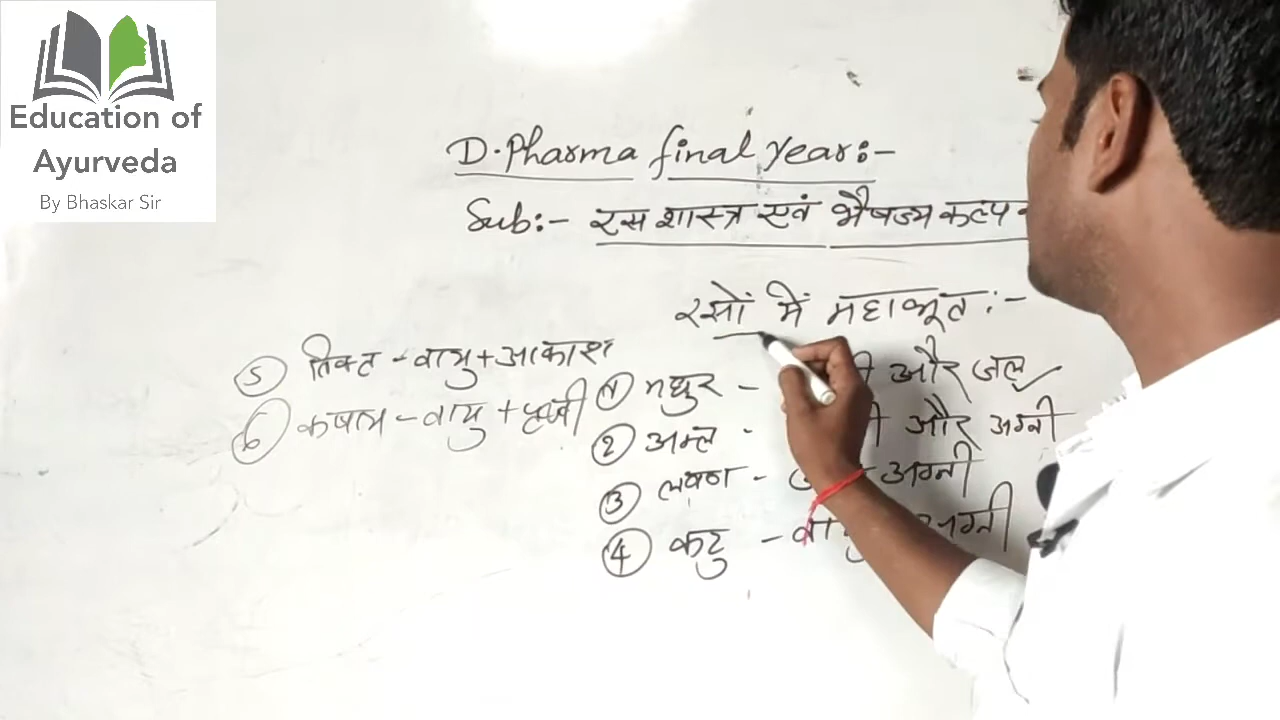 Education of
Ayurveda
By Bhaskar Sir
D. Pharma final year:-
Sub:- रस शास्त्र एवं भैषज्य कल्प
रसों में महाभूत:-
① मधुर - और जल
② अम्ल - और अग्नी
③ लवण - अग्नी
④ कटु - वायु अग्नी
⑤ तिक्त - वायु + आकाश
⑥ कषाय - वायु + पृथ्वी